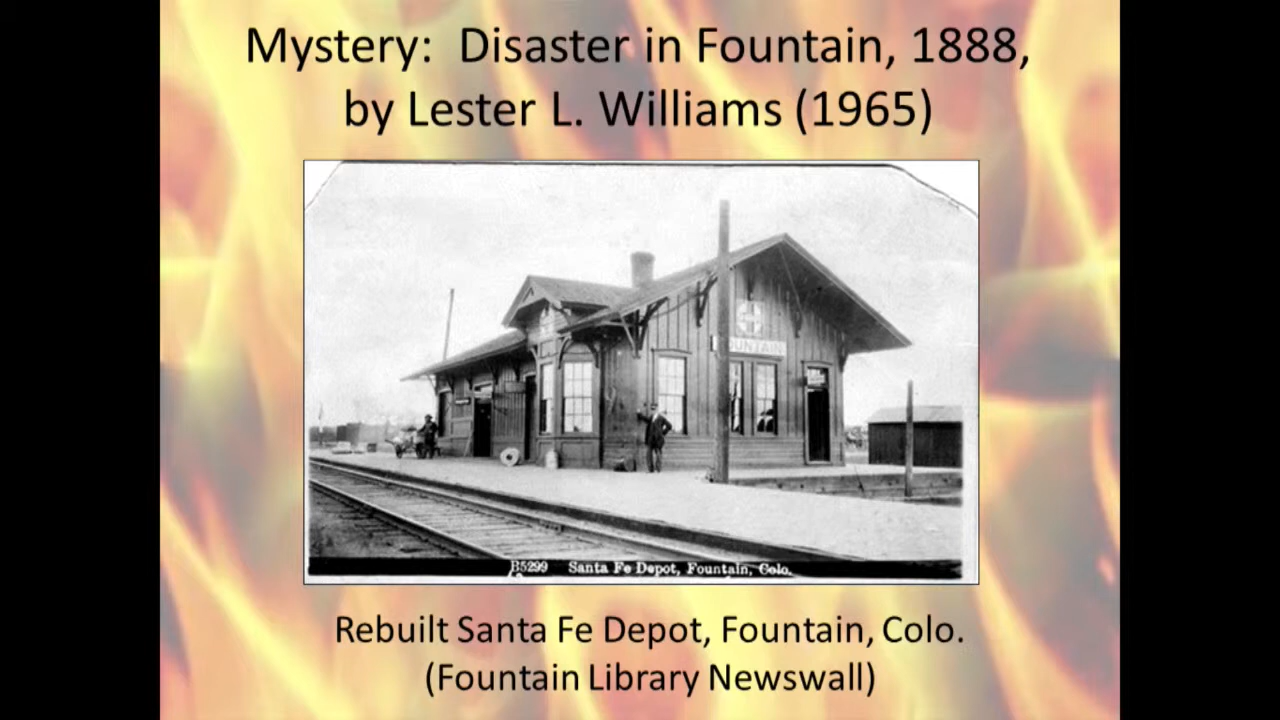 Mystery:  Disaster in Fountain, 1888,
by Lester L. Williams (1965)
FOUNTAIN
B5299 Santa Fe Depot, Fountain, Colo.
Rebuilt Santa Fe Depot, Fountain, Colo.
(Fountain Library Newswall)